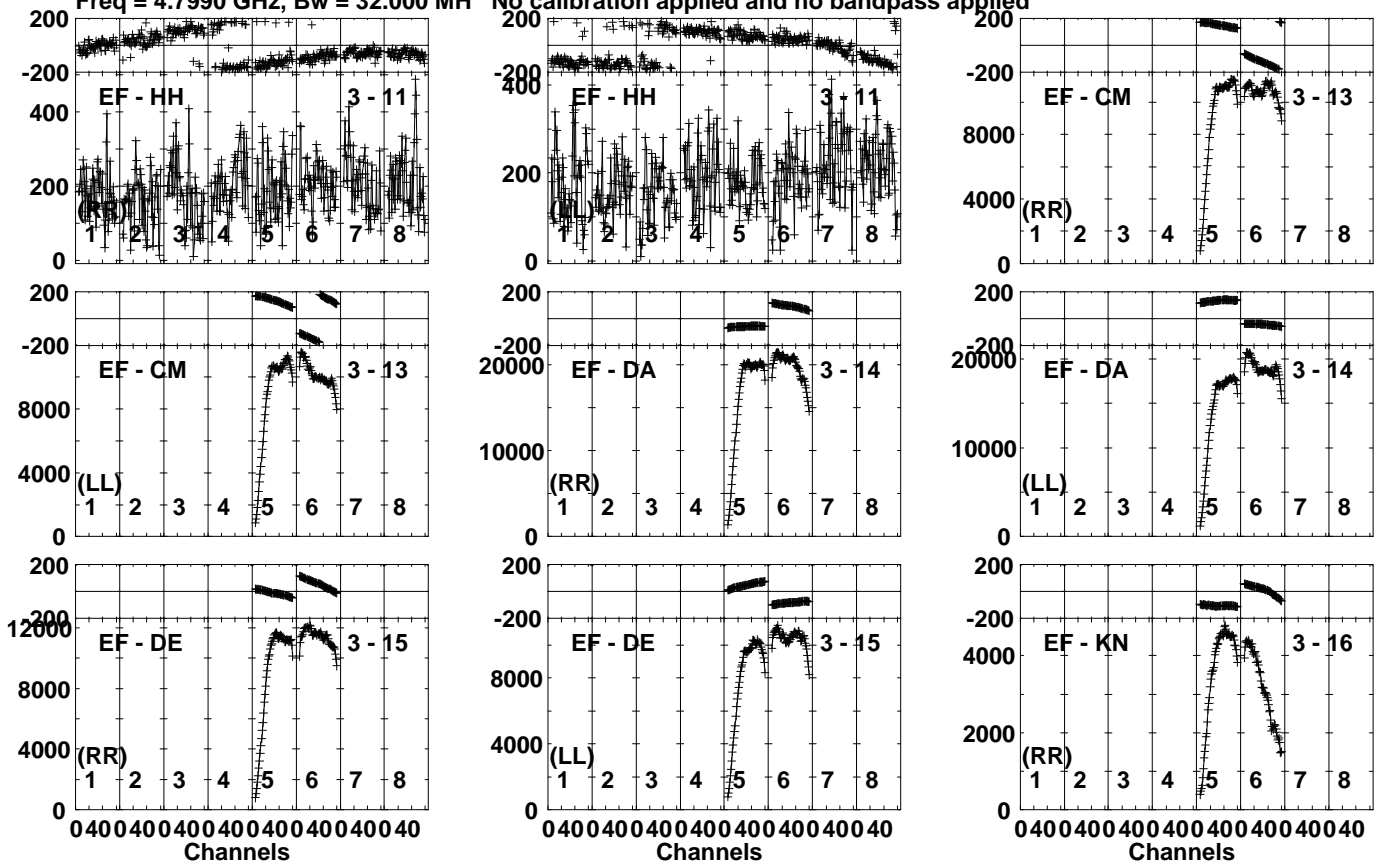 Freq = 4.7990 GHz, Bw = 32.000 MH No calibration applied and no bandpass applied
200
-200
EF - HH 3 - 11
400
200
0
(RR)
1 2 3 4 5 6 7 8
200
-200
EF - HH 3 - 11
400
200
0
(LL)
1 2 3 4 5 6 7 8
200
-200
EF - CM 3 - 13
8000
4000
0
(RR)
1 2 3 4 5 6 7 8
200
-200
EF - CM 3 - 13
8000
4000
0
(LL)
1 2 3 4 5 6 7 8
200
-200
EF - DA 3 - 14
20000
10000
0
(RR)
1 2 3 4 5 6 7 8
200
-200
EF - DA 3 - 14
20000
10000
0
(LL)
1 2 3 4 5 6 7 8
200
-200
EF - DE 3 - 15
12000
8000
4000
0
(RR)
1 2 3 4 5 6 7 8
0 40 0 40 0 40 0 40 0 40 0 40 0 40 0 40
Channels
200
-200
EF - DE 3 - 15
8000
4000
0
(LL)
1 2 3 4 5 6 7 8
0 40 0 40 0 40 0 40 0 40 0 40 0 40 0 40
Channels
200
-200
EF - KN 3 - 16
4000
2000
0
(RR)
1 2 3 4 5 6 7 8
0 40 0 40 0 40 0 40 0 40 0 40 0 40 0 40
Channels